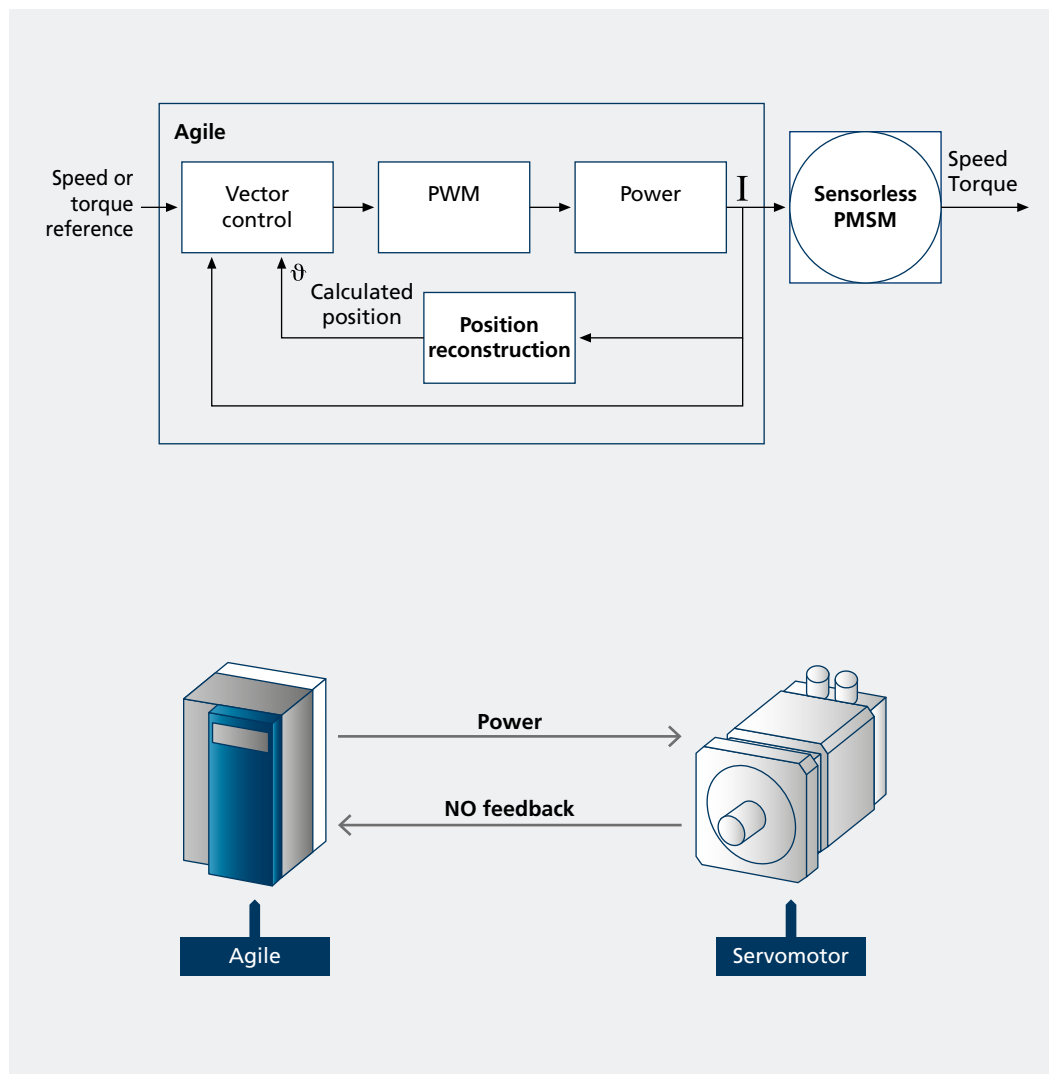 Agile
Speed or
torque
reference
Vector
control
PWM
Power
I
Sensorless
PMSM
Speed
Torque
ϑ
Calculated
position
Position
reconstruction
Power
NO feedback
Agile
Servomotor